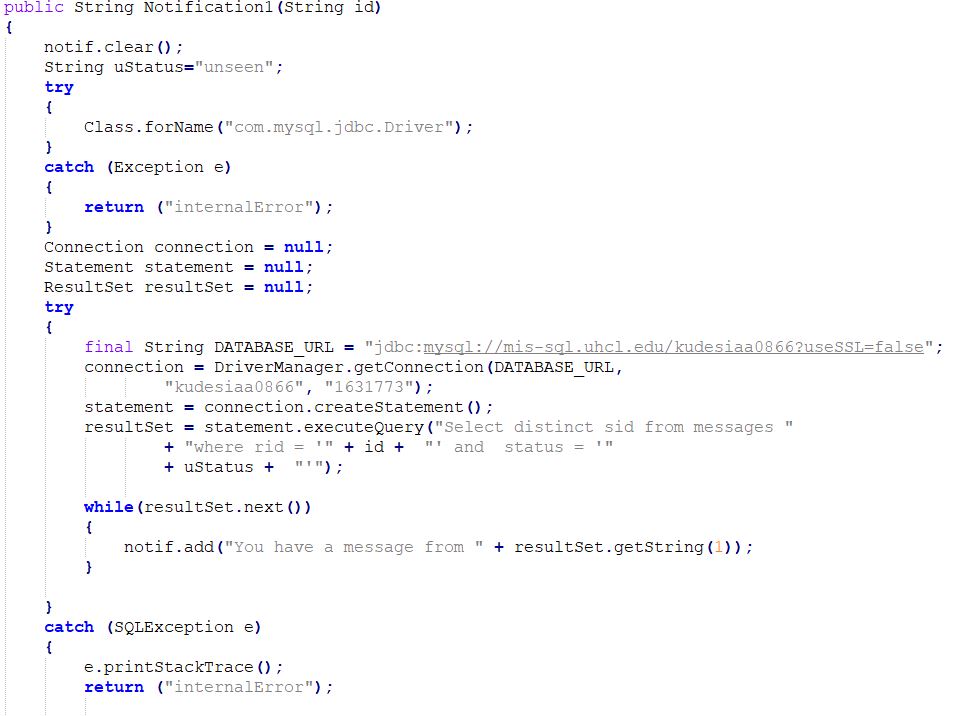 public String Notification1(String id)
{
    notif.clear();
    String uStatus="unseen";
    try
    {
        Class.forName("com.mysql.jdbc.Driver");
    }
    catch (Exception e)
    {
        return ("internalError");
    }
    Connection connection = null;
    Statement statement = null;
    ResultSet resultSet = null;
    try
    {
        final String DATABASE_URL = "jdbc:mysql://mis-sql.uhcl.edu/kudesiaa0866?useSSL=false";
        connection = DriverManager.getConnection(DATABASE_URL,
                "kudesiaa0866", "1631773");
        statement = connection.createStatement();
        resultSet = statement.executeQuery("Select distinct sid from messages "
                + "where rid = '" + id +  "' and  status = '"
                + uStatus +  "'");
        while(resultSet.next())
        {
            notif.add("You have a message from " + resultSet.getString(1));
        }
    }
    catch (SQLException e)
    {
        e.printStackTrace();
        return ("internalError");